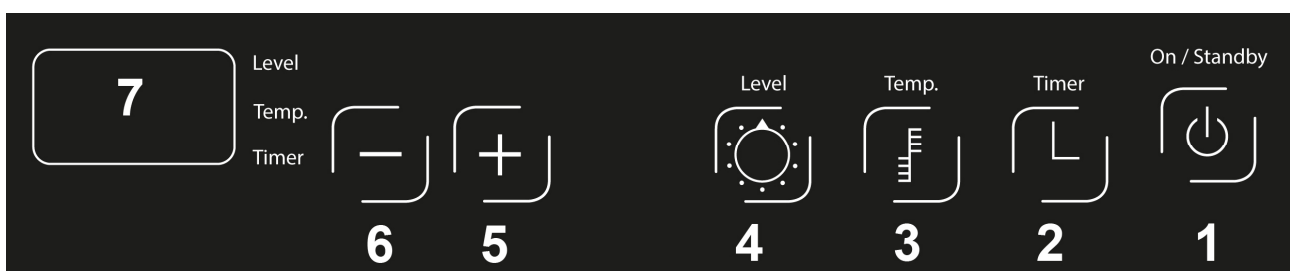 7
Level
Temp.
Timer
Level
Temp.
Timer
On / Standby
6 5 4 3 2 1